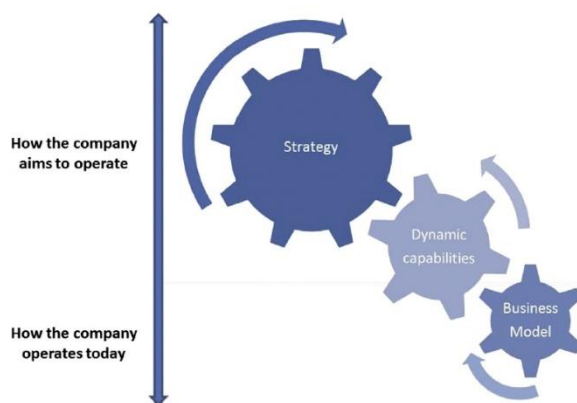 How the company
aims to operate
Strategy
Dynamic
capabilities
Business
Model
How the company
operates today